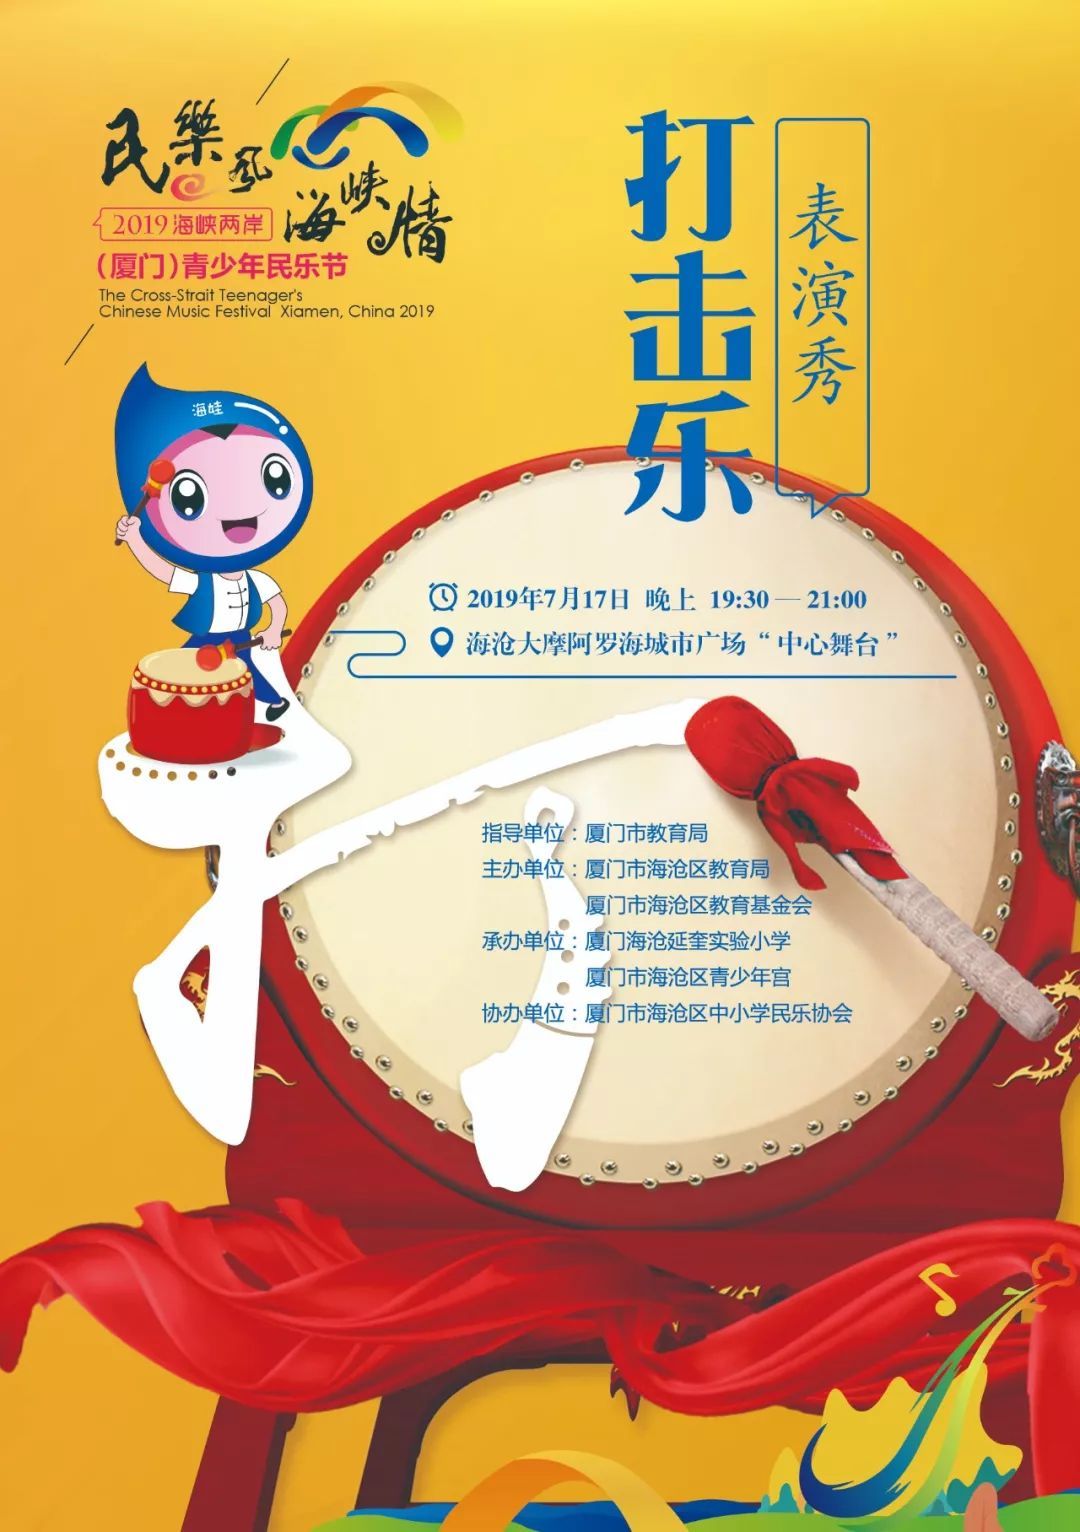 民樂風
海峡情
2019海峡两岸
（厦门）青少年民乐节
The Cross-Strait Teenager's
Chinese Music Festival Xiamen, China 2019
打击乐
表演秀
海蛙
2019年7月17日 晚上 19:30 — 21:00
海沧大摩阿罗海城市广场“中心舞台”
指导单位：厦门市教育局
主办单位：厦门市海沧区教育局
厦门市海沧区教育基金会
承办单位：厦门海沧延奎实验小学
厦门市海沧区青少年宫
协办单位：厦门市海沧区中小学民乐协会